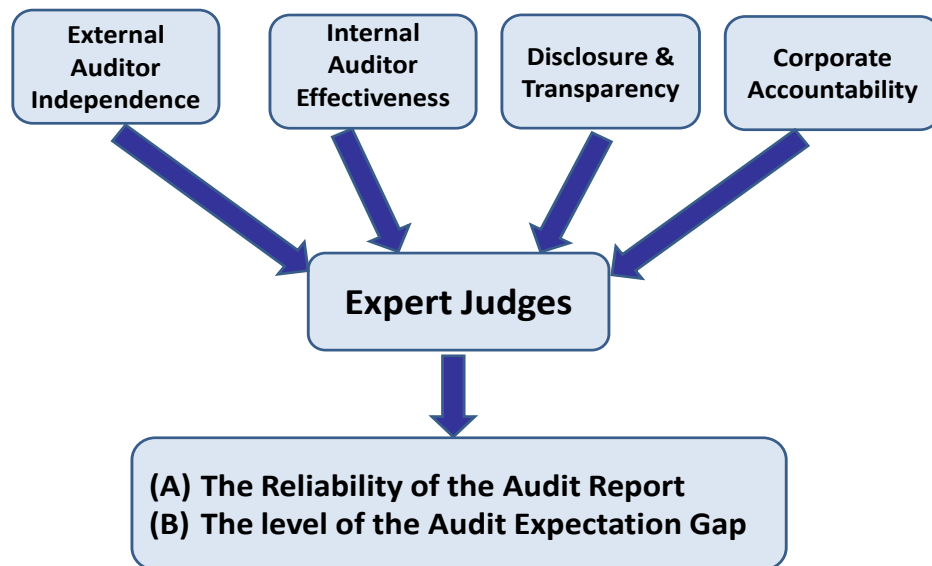 External
Auditor
Independence
Internal
Auditor
Effectiveness
Disclosure &
Transparency
Corporate
Accountability
Expert Judges
(A) The Reliability of the Audit Report
(B) The level of the Audit Expectation Gap